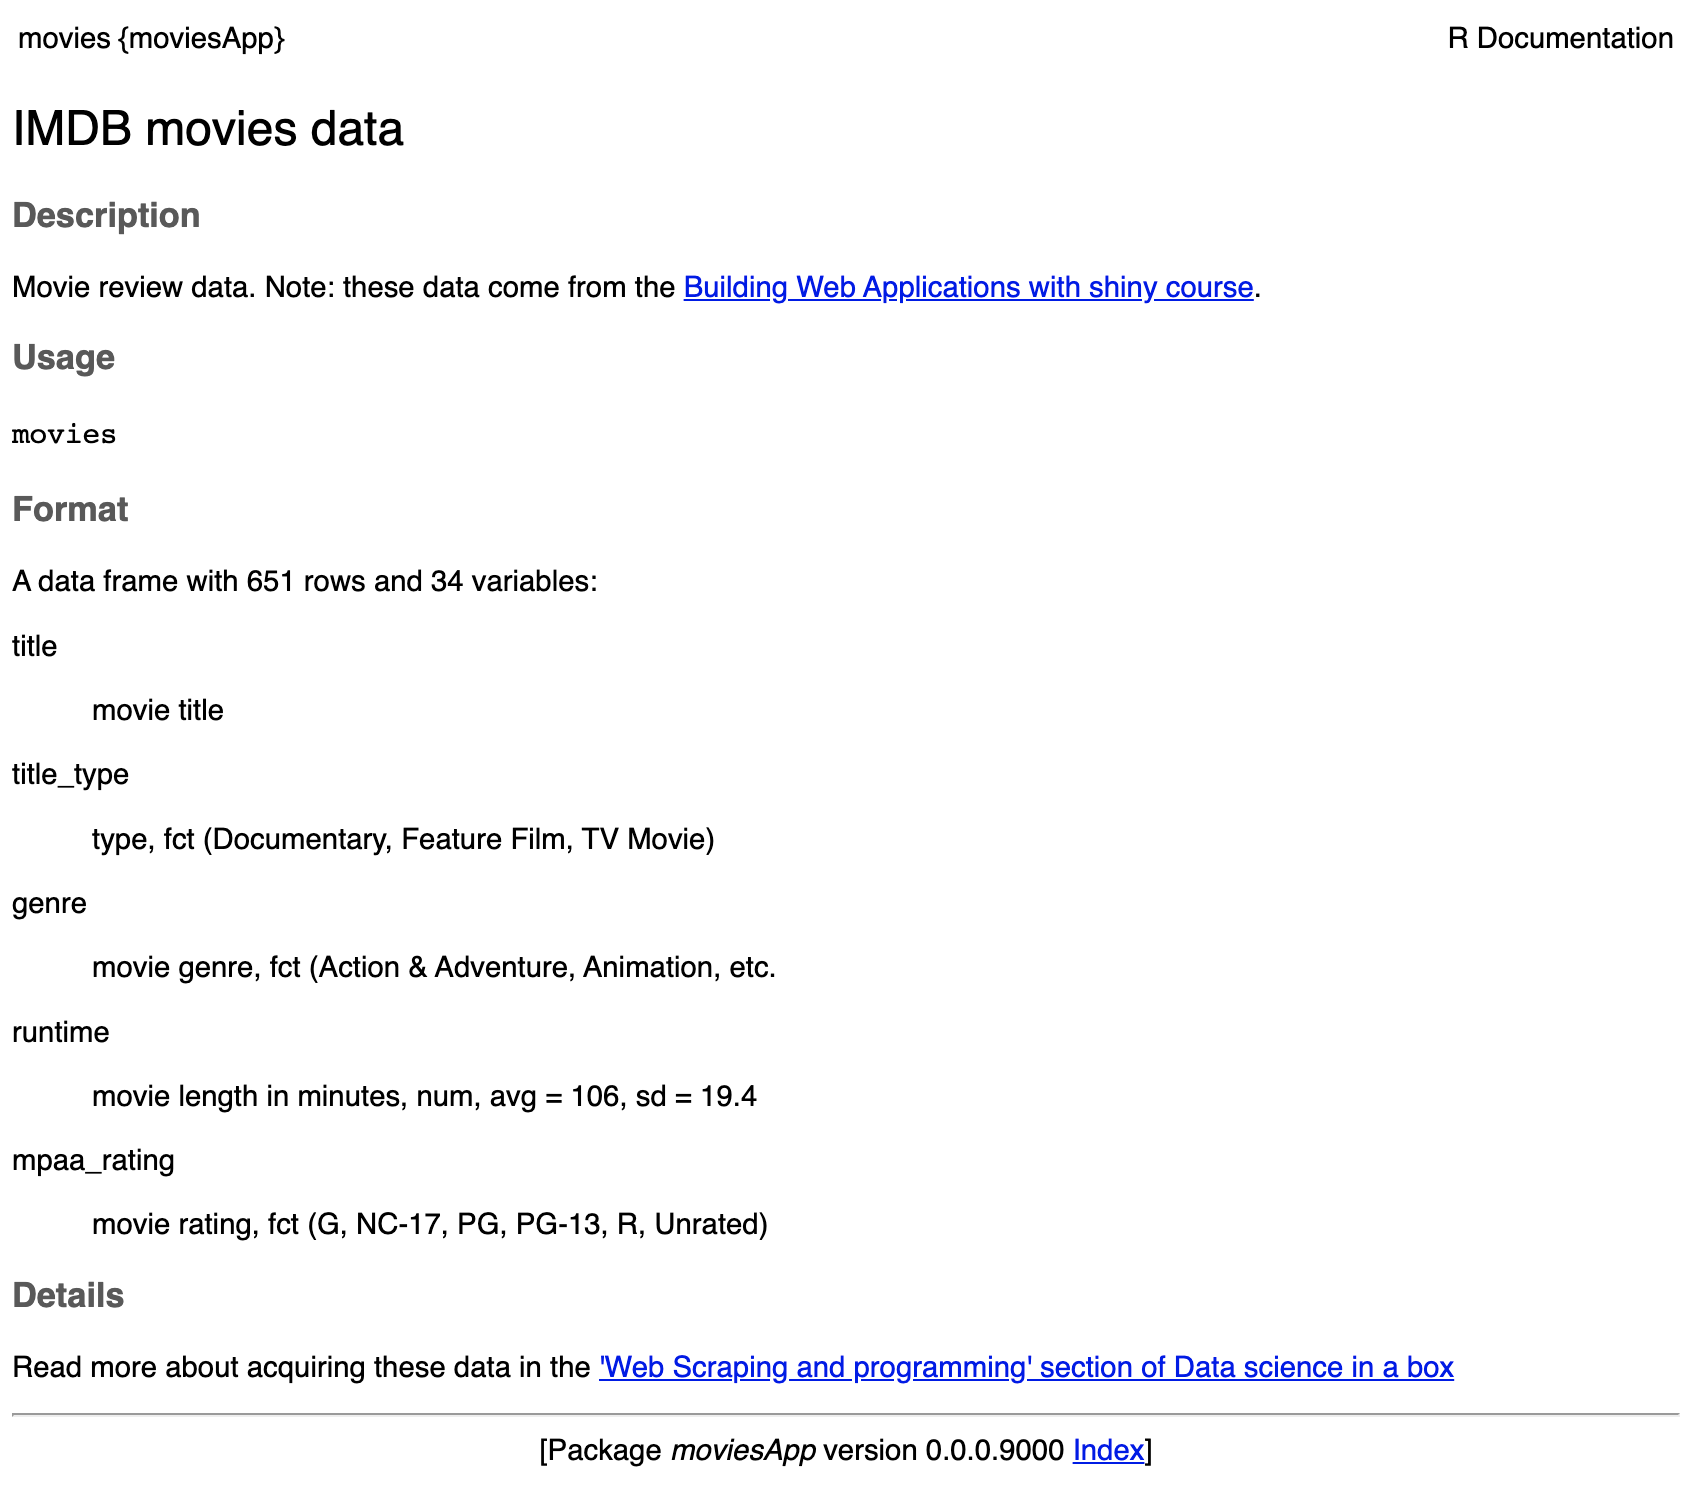 movies {moviesApp}
R Documentation
IMDB movies data
Description
Movie review data. Note: these data come from the Building Web Applications with shiny course.
Usage
movies
Format
A data frame with 651 rows and 34 variables:
title
movie title
title_type
type, fct (Documentary, Feature Film, TV Movie)
genre
movie genre, fct (Action & Adventure, Animation, etc.
runtime
movie length in minutes, num, avg = 106, sd = 19.4
mpaa_rating
movie rating, fct (G, NC-17, PG, PG-13, R, Unrated)
Details
Read more about acquiring these data in the 'Web Scraping and programming' section of Data science in a box
[Package moviesApp version 0.0.0.9000 Index]